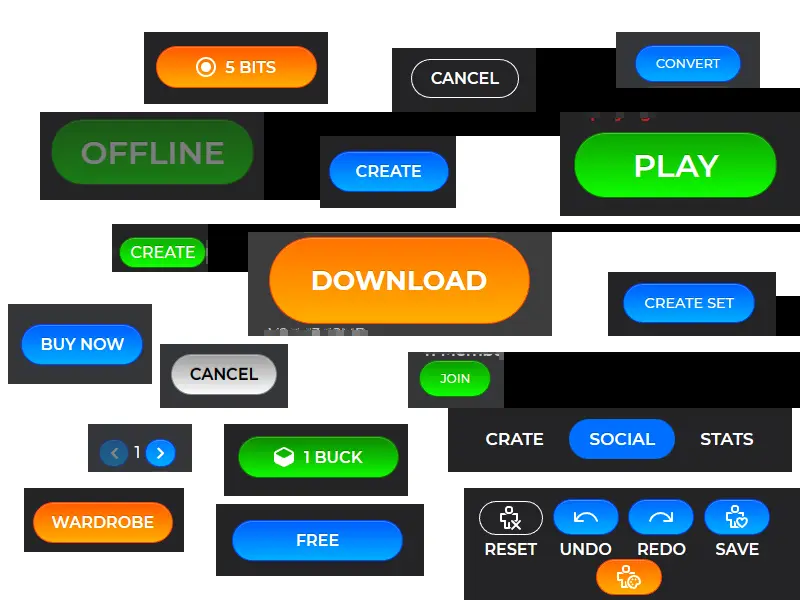 5 BITS
CANCEL
CONVERT
OFFLINE
CREATE
PLAY
CREATE
DOWNLOAD
CREATE SET
BUY NOW
CANCEL
JOIN
CRATE SOCIAL STATS
1
1 BUCK
WARDROBE
FREE
RESET UNDO REDO SAVE